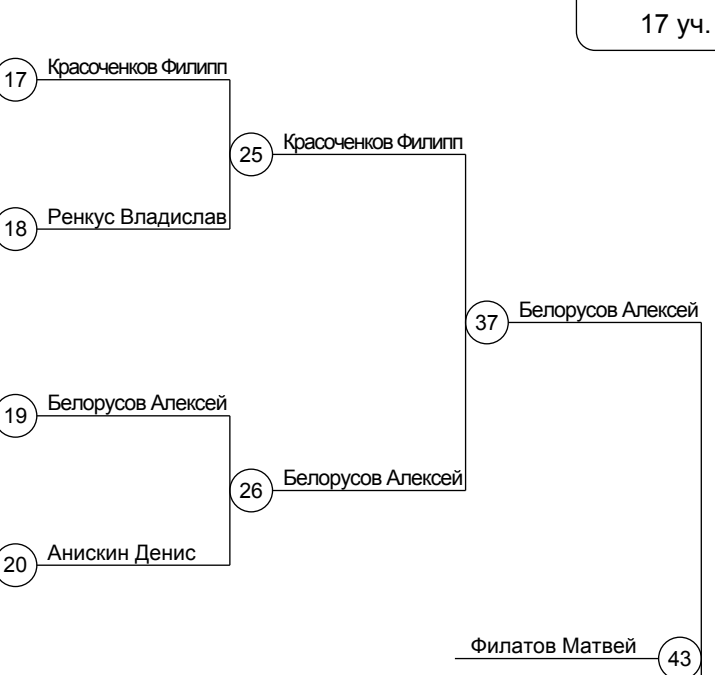 17 уч.
17 Красоченков Филипп
25 Красоченков Филипп
18 Ренкус Владислав
37 Белорусов Алексей
19 Белорусов Алексей
26 Белорусов Алексей
20 Анискин Денис
Филатов Матвей 43